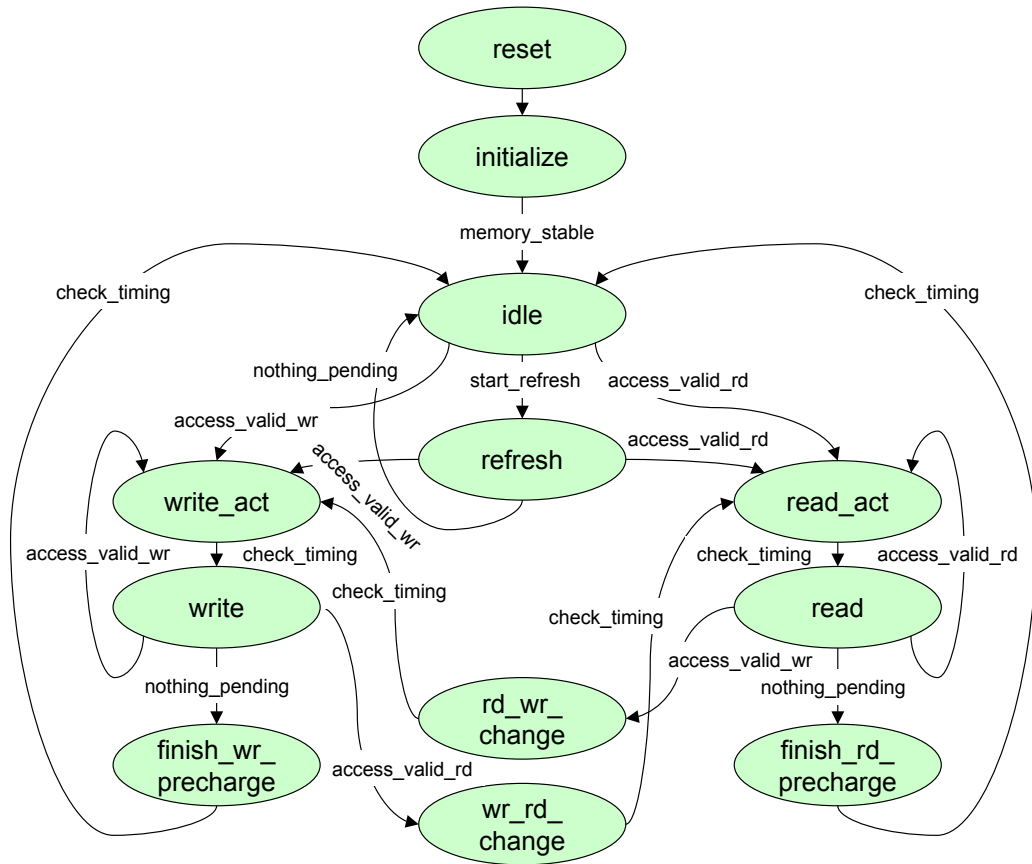 reset
initialize
memory_stable
check_timing
check_timing
idle
nothing_pending
start_refresh
access_valid_rd
access_valid_wr
access_valid_rd
access_valid_wr
refresh
write_act
read_act
access_valid_wr
check_timing
check_timing
access_valid_rd
check_timing
write
check_timing
read
access_valid_wr
nothing_pending
nothing_pending
rd_wr_
change
finish_wr_
precharge
finish_rd_
precharge
access_valid_rd
wr_rd_
change